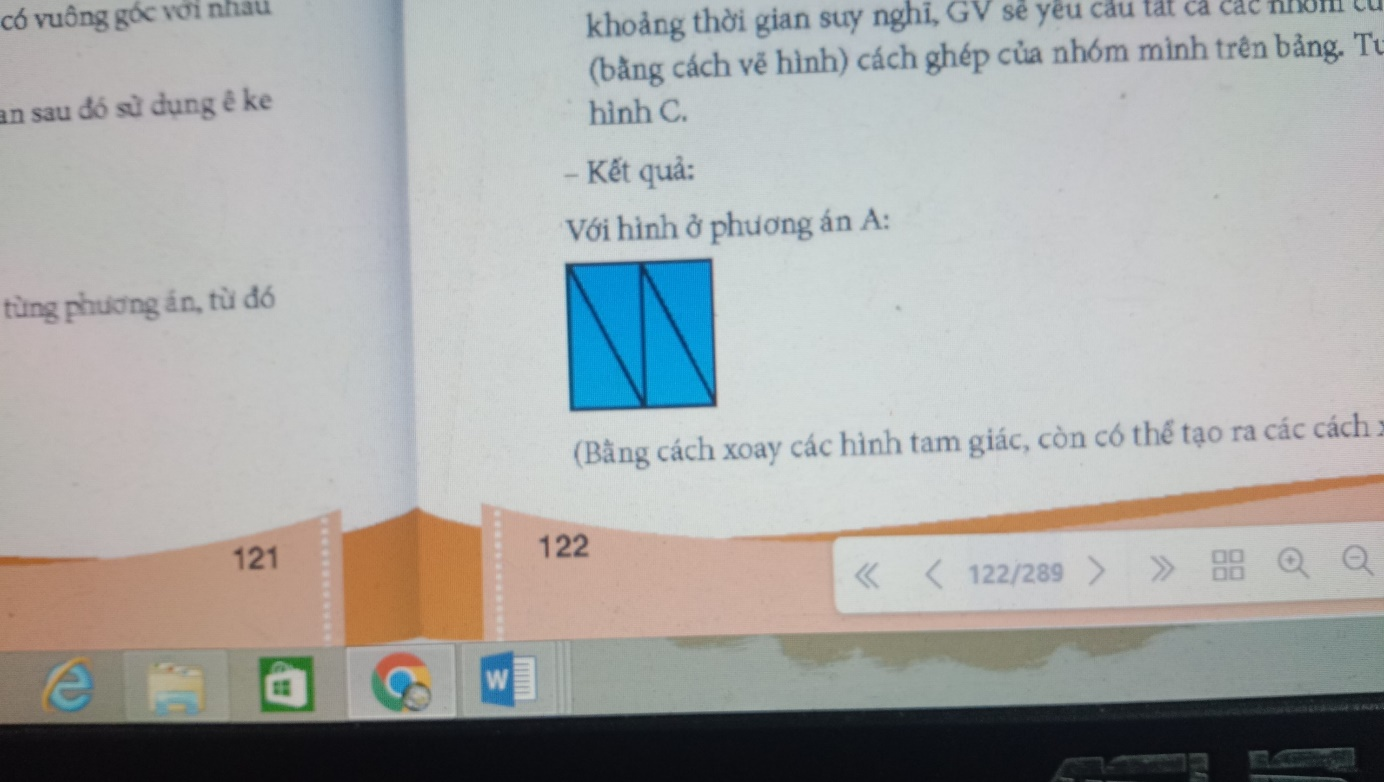 có vuông góc với nhau
an sau đó sử dụng ê ke
từng phương án, từ đó
121
khoảng thời gian suy nghĩ, GV sẽ yêu cầu tất cả các nhóm
(bằng cách vẽ hình) cách ghép của nhóm mình trên bảng. Từ
hình C.
– Kết quả:
Với hình ở phương án A:
(Bằng cách xoay các hình tam giác, còn có thể tạo ra các cách
122
122/289
W